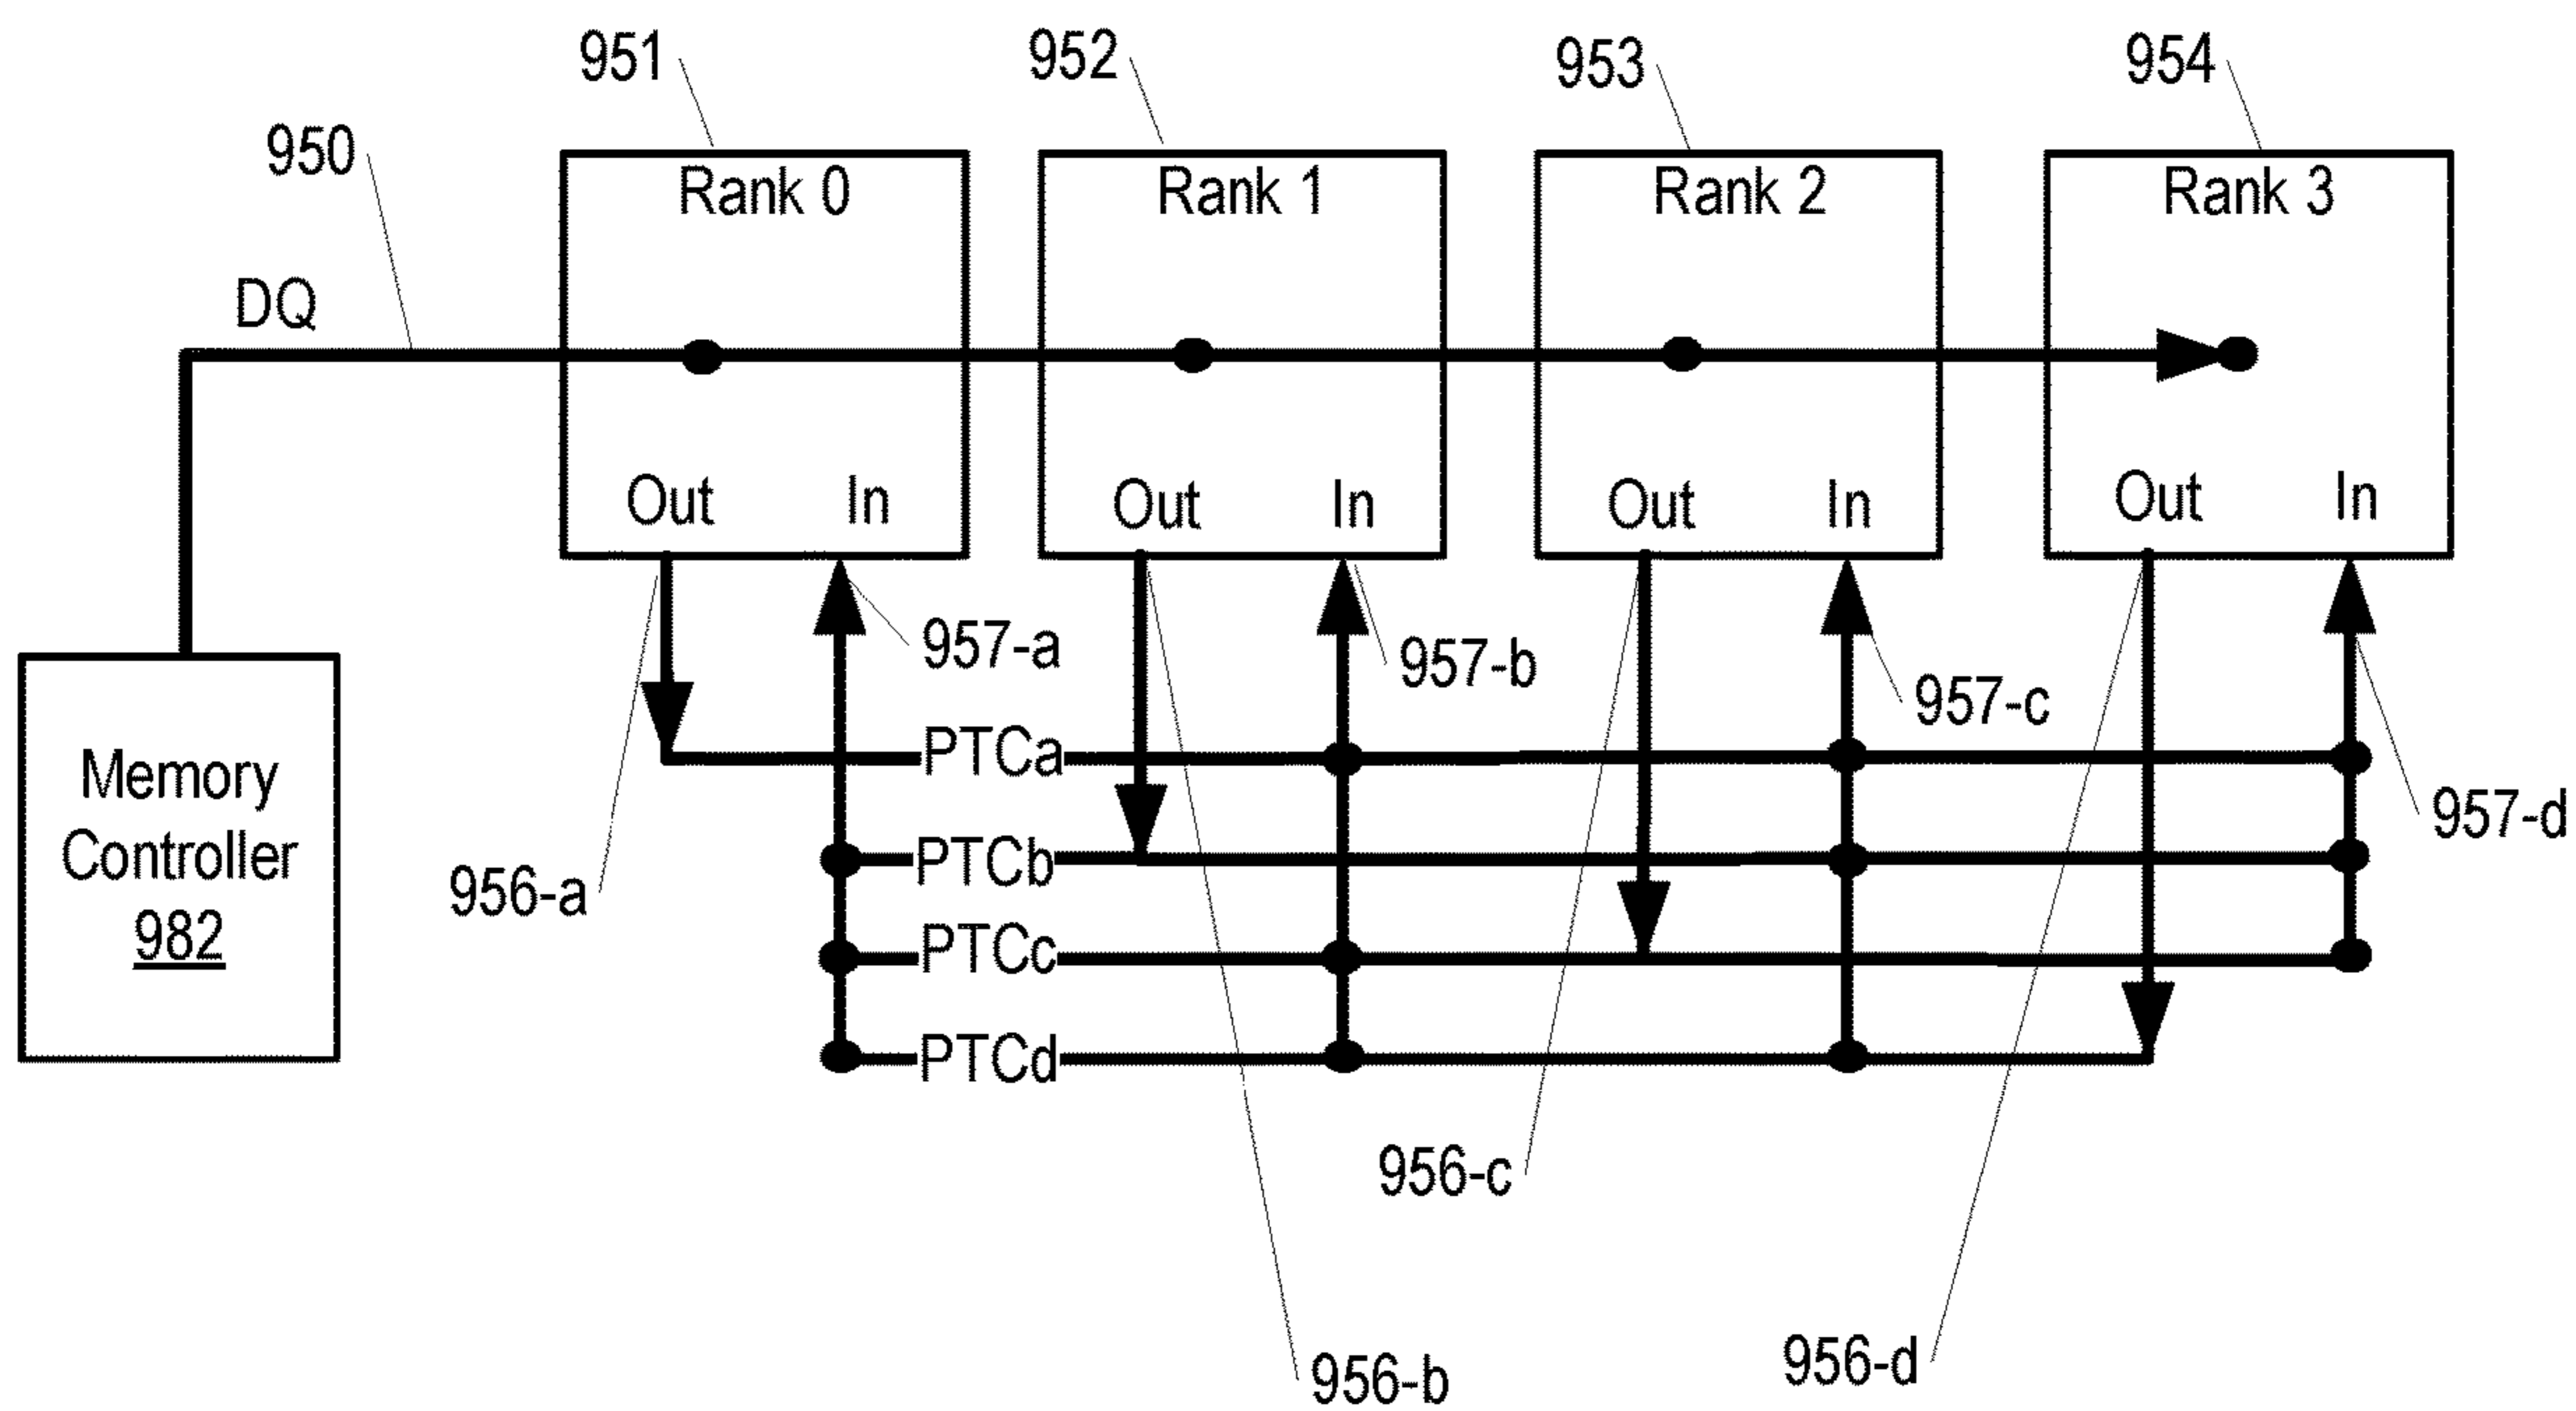 951
952
953
954
950
Rank 0
Rank 1
Rank 2
Rank 3
DQ
Out
In
Out
In
Out
In
Out
In
957-a
957-b
957-c
957-d
PTCa
Memory
Controller
982
956-a
PTCb
PTCc
PTCd
956-c
956-b
956-d